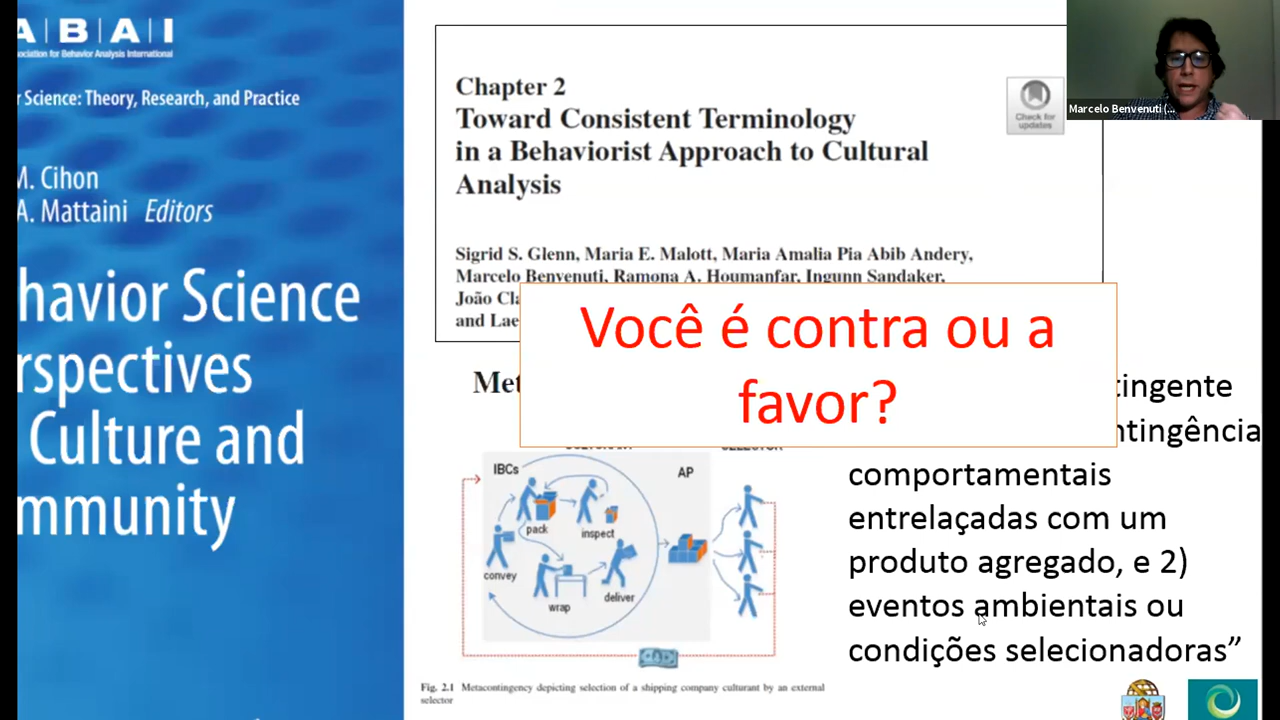 A|B|A|I
ociation for Behavior Analysis International
r Science: Theory, Research, and Practice
M. Cihon
A. Mattaini Editors
havior Science
rspectives
Culture and
mmunity
Chapter 2
Toward Consistent Terminology
in a Behaviorist Approach to Cultural
Analysis
Check for
updates
Sigrid S. Glenn, Maria E. Malott, Maria Amalia Pia Abib Andery,
Marcelo Benvenuti, Ramona A. Houmanfar, Ingunn Sandaker,
João Cla
and Lae
Marcelo Benvenuti (...
Você é contra ou a
favor?
Met
tingente
ntingência
comportamentais
entrelaçadas com um
produto agregado, e 2)
eventos ambientais ou
condições selecionadoras”
IBCs
AP
pack
inspect
convey
wrap
deliver
Fig. 2.1 Metacontingency depicting selection of a shipping company culturant by an external
selector